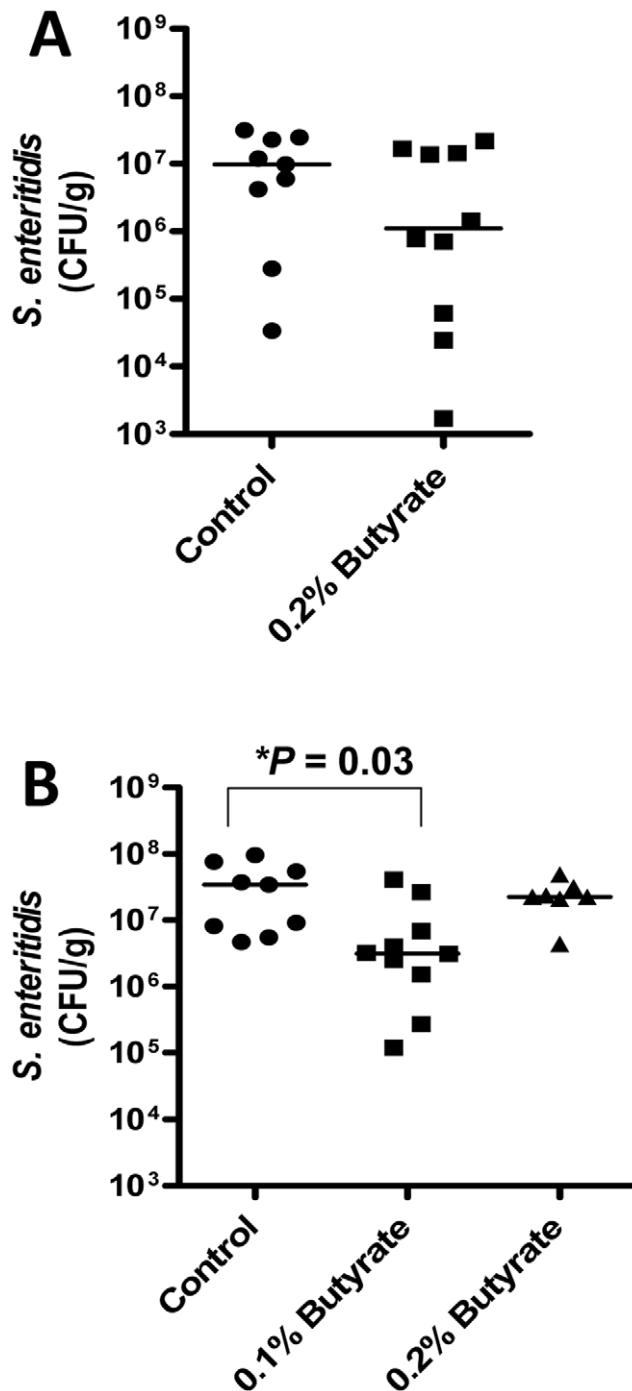 A
S. enteritidis
(CFU/g)
10⁹
10⁸
10⁷
10⁶
10⁵
10⁴
10³
Control
0.2% Butyrate
B
*P = 0.03
S. enteritidis
(CFU/g)
10⁹
10⁸
10⁷
10⁶
10⁵
10⁴
10³
Control
0.1% Butyrate
0.2% Butyrate